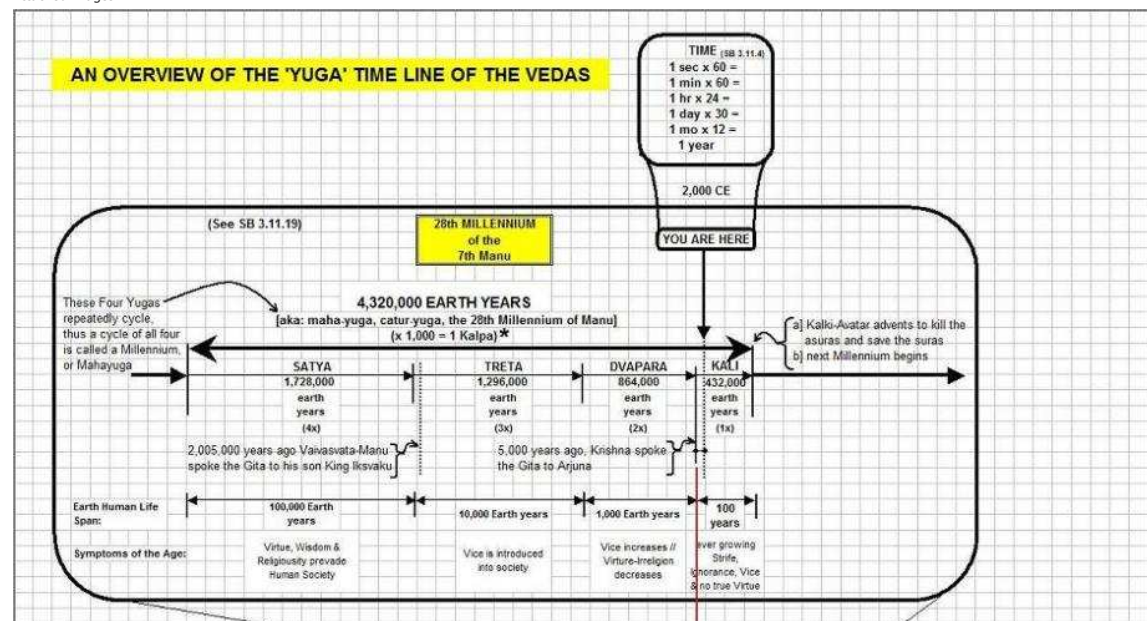 AN OVERVIEW OF THE 'YUGA' TIME LINE OF THE VEDAS
TIME (SB 3.11.4)
1 sec x 60 =
1 min x 60 =
1 hr x 24 =
1 day x 30 =
1 mo x 12 =
1 year
2,000 CE
YOU ARE HERE
(See SB 3.11.19)
28th MILLENNIUM
of the
7th Manu
These Four Yugas
repeatedly cycle,
thus a cycle of all four
is called a Millennium,
or Mahayuga
4,320,000 EARTH YEARS
[aka: maha-yuga, catur-yuga, the 28th Millennium of Manu]
(x 1,000 = 1 Kalpa)*
a] Kalki-Avatar advents to kill the
asuras and save the suras
b] next Millennium begins
SATYA
1,728,000
earth
years
(4x)
TRETA
1,296,000
earth
years
(3x)
DVAPARA
864,000
earth
years
(2x)
KALI
432,000
earth
years
(1x)
2,005,000 years ago Vaivasvata-Manu
spoke the Gita to his son King Iksvaku
5,000 years ago, Krishna spoke
the Gita to Arjuna
Earth Human Life
Span:
100,000 Earth
years
10,000 Earth years
1,000 Earth years
100
years
Symptoms of the Age:
Virtue, Wisdom &
Religiousity prevade
Human Society
Vice is introduced
into society
Vice increases //
Virture-Irreligion
decreases
ever growing
Strife,
Ignorance, Vice
& no true Virtue